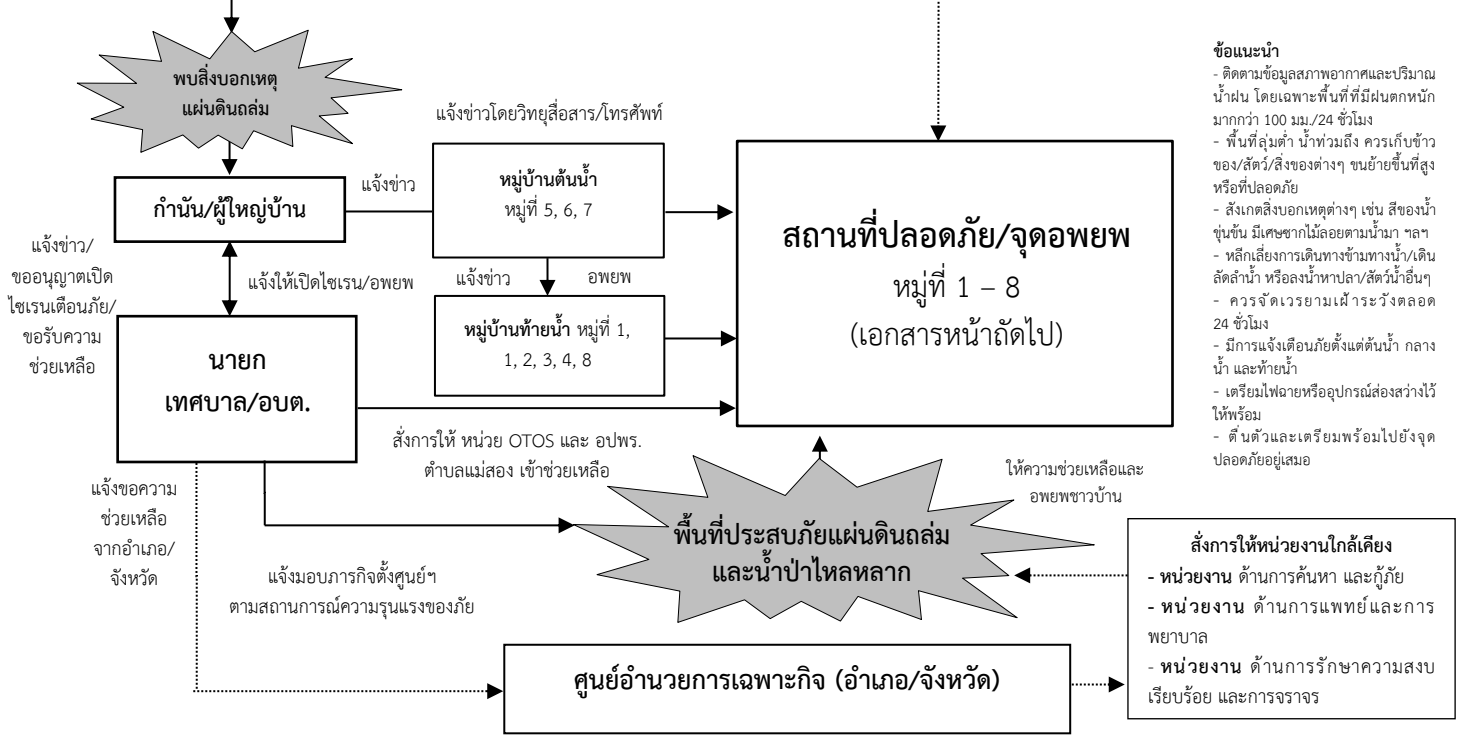 พบสิ่งบอกเหตุ
แผ่นดินถล่ม
แจ้งข่าวโดยวิทยุสื่อสาร/โทรศัพท์
กำนัน/ผู้ใหญ่บ้าน
แจ้งข่าว
หมู่บ้านต้นน้ำ
หมู่ที่ 5, 6, 7
แจ้งข่าว/
ขออนุญาตเปิด
ไซเรนเตือนภัย/
ขอรับความ
ช่วยเหลือ
แจ้งให้เปิดไซเรน/อพยพ
แจ้งข่าว
อพยพ
หมู่บ้านท้ายน้ำ หมู่ที่ 1,
1, 2, 3, 4, 8
นายก
เทศบาล/อบต.
สถานที่ปลอดภัย/จุดอพยพ
หมู่ที่ 1 – 8
(เอกสารหน้าถัดไป)
ข้อแนะนำ
- ติดตามข้อมูลสภาพอากาศและปริมาณ
น้ำฝน โดยเฉพาะพื้นที่ที่มีฝนตกหนัก
มากกว่า 100 มม./24 ชั่วโมง
- พื้นที่ลุ่มต่ำ น้ำท่วมถึง ควรเก็บข้าว
ของ/สัตว์/สิ่งของต่างๆ ขนย้ายขึ้นที่สูง
หรือที่ปลอดภัย
- สังเกตสิ่งบอกเหตุต่างๆ เช่น สีของน้ำ
ขุ่นข้น มีเศษซากไม้ลอยตามน้ำมา ฯลฯ
- หลีกเลี่ยงการเดินทางข้ามทางน้ำ/เดิน
ลัดลำน้ำ หรือลงน้ำหาปลา/สัตว์น้ำอื่นๆ
- ควรจัดเวรยามเฝ้าระวังตลอด
24 ชั่วโมง
- มีการแจ้งเตือนภัยตั้งแต่ต้นน้ำ กลาง
น้ำ และท้ายน้ำ
- เตรียมไฟฉายหรืออุปกรณ์ส่องสว่างไว้
ให้พร้อม
- ตื่นตัวและเตรียมพร้อมไปยังจุด
ปลอดภัยอยู่เสมอ
สั่งการให้ หน่วย OTOS และ อปพร.
ตำบลแม่สอง เข้าช่วยเหลือ
ให้ความช่วยเหลือและ
อพยพชาวบ้าน
แจ้งขอความ
ช่วยเหลือ
จากอำเภอ/
จังหวัด
แจ้งมอบภารกิจตั้งศูนย์ฯ
ตามสถานการณ์ความรุนแรงของภัย
พื้นที่ประสบภัยแผ่นดินถล่ม
และน้ำป่าไหลหลาก
สั่งการให้หน่วยงานใกล้เคียง
- หน่วยงาน ด้านการค้นหา และกู้ภัย
- หน่วยงาน ด้านการแพทย์และการ
พยาบาล
- หน่วยงาน ด้านการรักษาความสงบ
เรียบร้อย และการจราจร
ศูนย์อำนวยการเฉพาะกิจ (อำเภอ/จังหวัด)